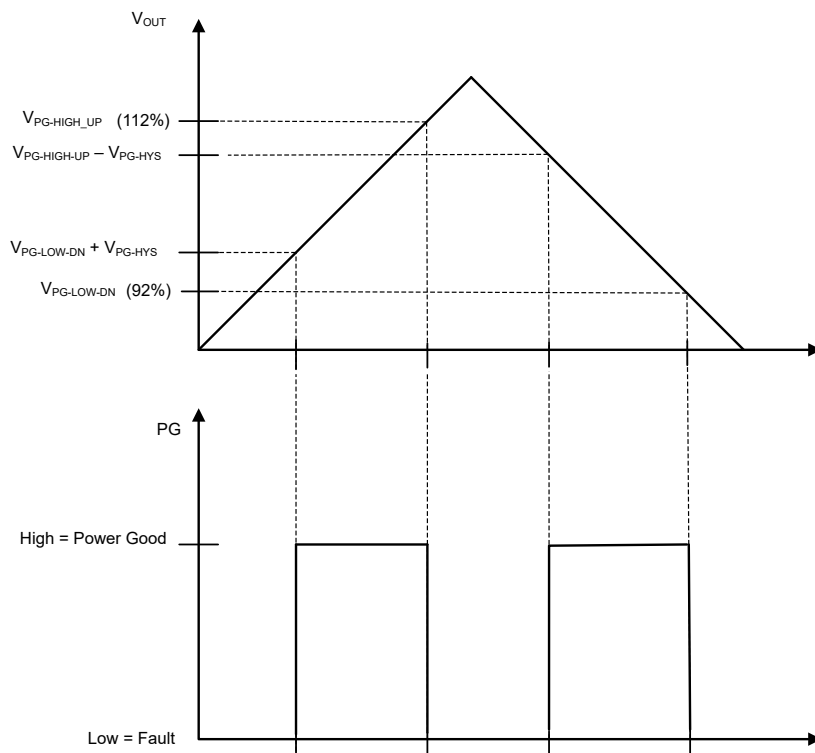 VOUT
VPG-HIGH_UP (112%)
VPG-HIGH-UP – VPG-HYS
VPG-LOW-DN + VPG-HYS
VPG-LOW-DN (92%)
PG
High = Power Good
Low = Fault